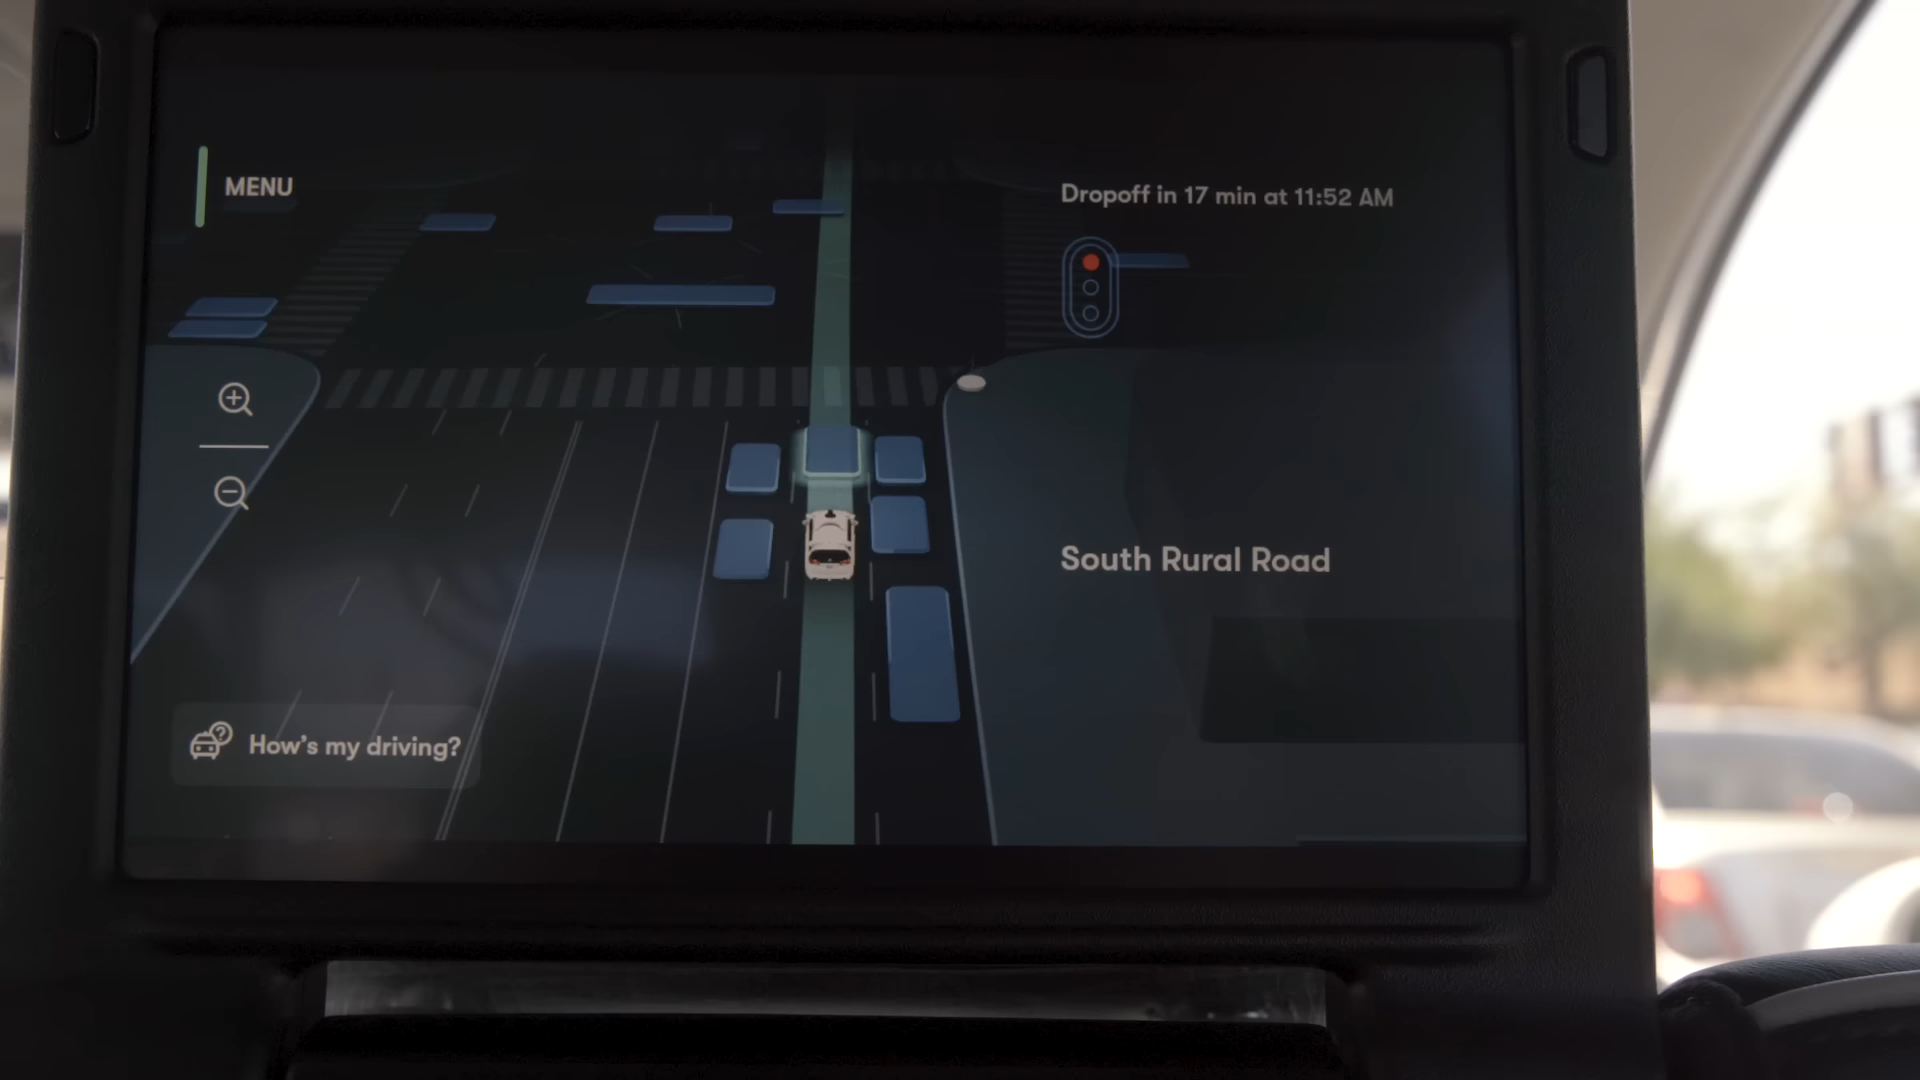 MENU
Dropoff in 17 min at 11:52 AM
South Rural Road
How's my driving?